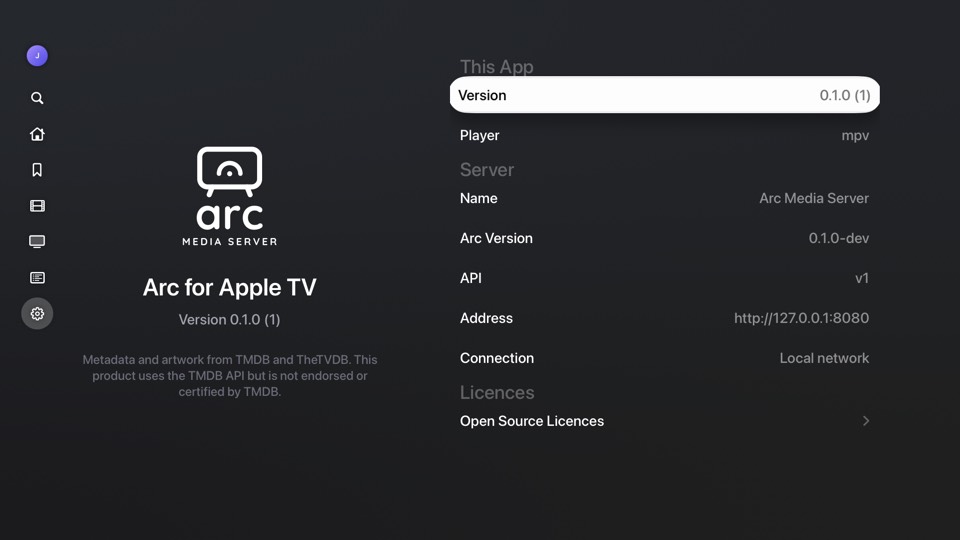 J
arc
MEDIA SERVER
Arc for Apple TV
Version 0.1.0 (1)
Metadata and artwork from TMDB and TheTVDB. This
product uses the TMDB API but is not endorsed or
certified by TMDB.
This App
Version 0.1.0 (1)
Player mpv
Server
Name Arc Media Server
Arc Version 0.1.0-dev
API v1
Address http://127.0.0.1:8080
Connection Local network
Licences
Open Source Licences